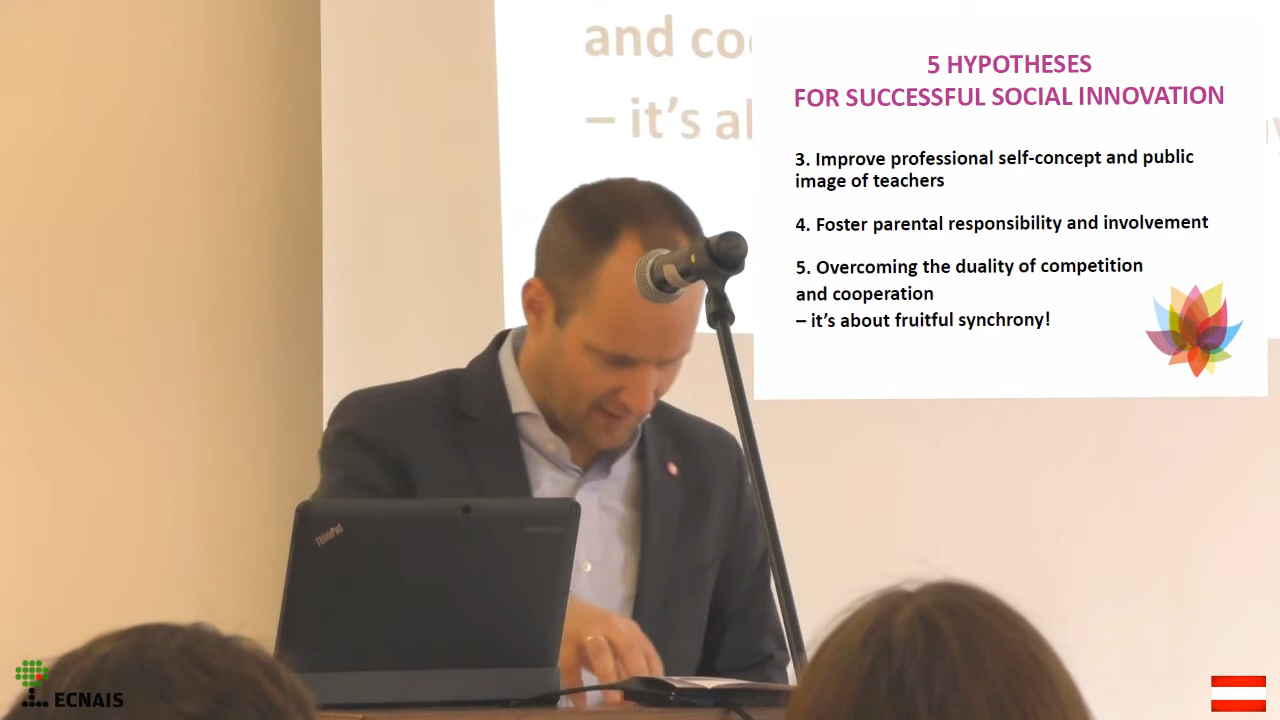 and co
– it's al
5 HYPOTHESES
FOR SUCCESSFUL SOCIAL INNOVATION
3. Improve professional self-concept and public
image of teachers
4. Foster parental responsibility and involvement
5. Overcoming the duality of competition
and cooperation
– it's about fruitful synchrony!
ThinkPad
ECNAIS